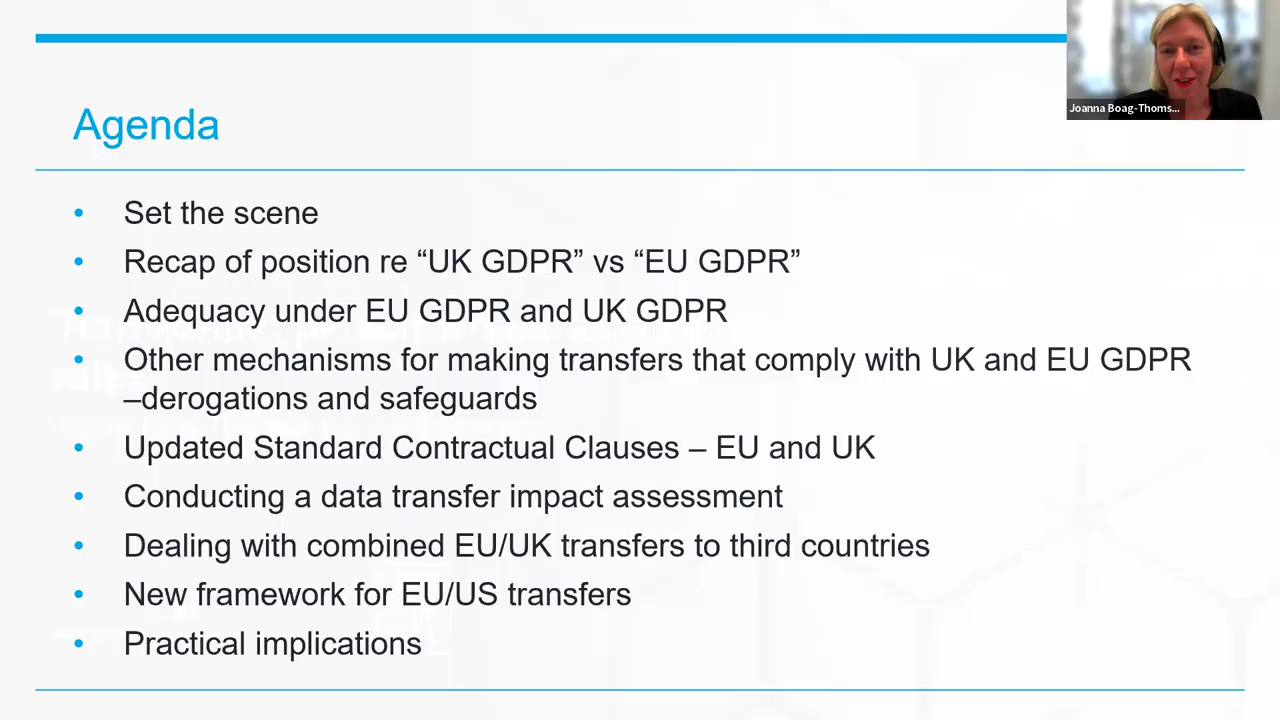 Joanna Boag-Thoms...
Agenda
• Set the scene
• Recap of position re “UK GDPR” vs “EU GDPR”
• Adequacy under EU GDPR and UK GDPR
• Other mechanisms for making transfers that comply with UK and EU GDPR
–derogations and safeguards
• Updated Standard Contractual Clauses – EU and UK
• Conducting a data transfer impact assessment
• Dealing with combined EU/UK transfers to third countries
• New framework for EU/US transfers
• Practical implications